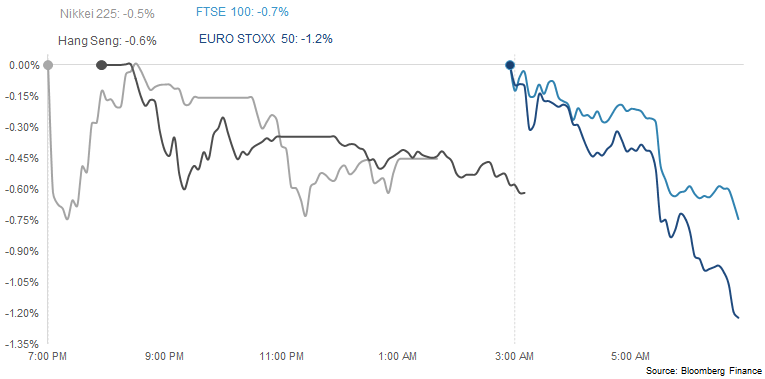 Nikkei 225: -0.5%
FTSE 100: -0.7%
Hang Seng: -0.6%
EURO STOXX 50: -1.2%
0.00%
-0.15%
-0.30%
-0.45%
-0.60%
-0.75%
-0.90%
-1.05%
-1.20%
-1.35%
7:00 PM
9:00 PM
11:00 PM
1:00 AM
3:00 AM
5:00 AM
Source: Bloomberg Finance